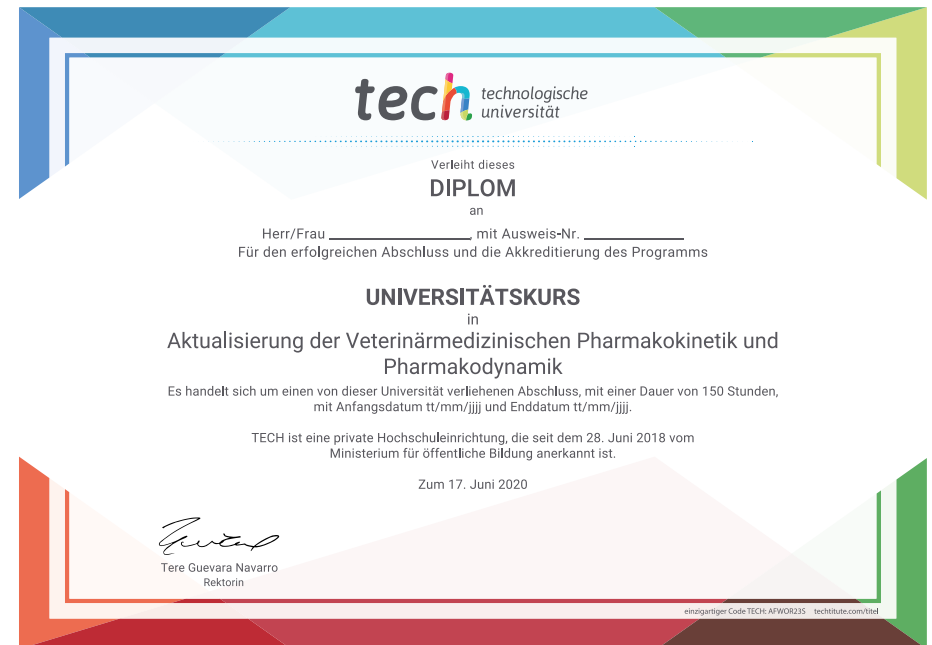 tech technologische
universität
Verleiht dieses
DIPLOM
an
Herr/Frau ____________, mit Ausweis-Nr. ____________
Für den erfolgreichen Abschluss und die Akkreditierung des Programms
UNIVERSITÄTSKURS
in
Aktualisierung der Veterinärmedizinischen Pharmakokinetik und
Pharmakodynamik
Es handelt sich um einen von dieser Universität verliehenen Abschluss, mit einer Dauer von 150 Stunden,
mit Anfangsdatum tt/mm/jjjj und Enddatum tt/mm/jjjj.
TECH ist eine private Hochschuleinrichtung, die seit dem 28. Juni 2018 vom
Ministerium für öffentliche Bildung anerkannt ist.
Zum 17. Juni 2020
Tere Guevara Navarro
Rektorin
einzigartiger Code TECH: AFWOR23S techtitute.com/titel